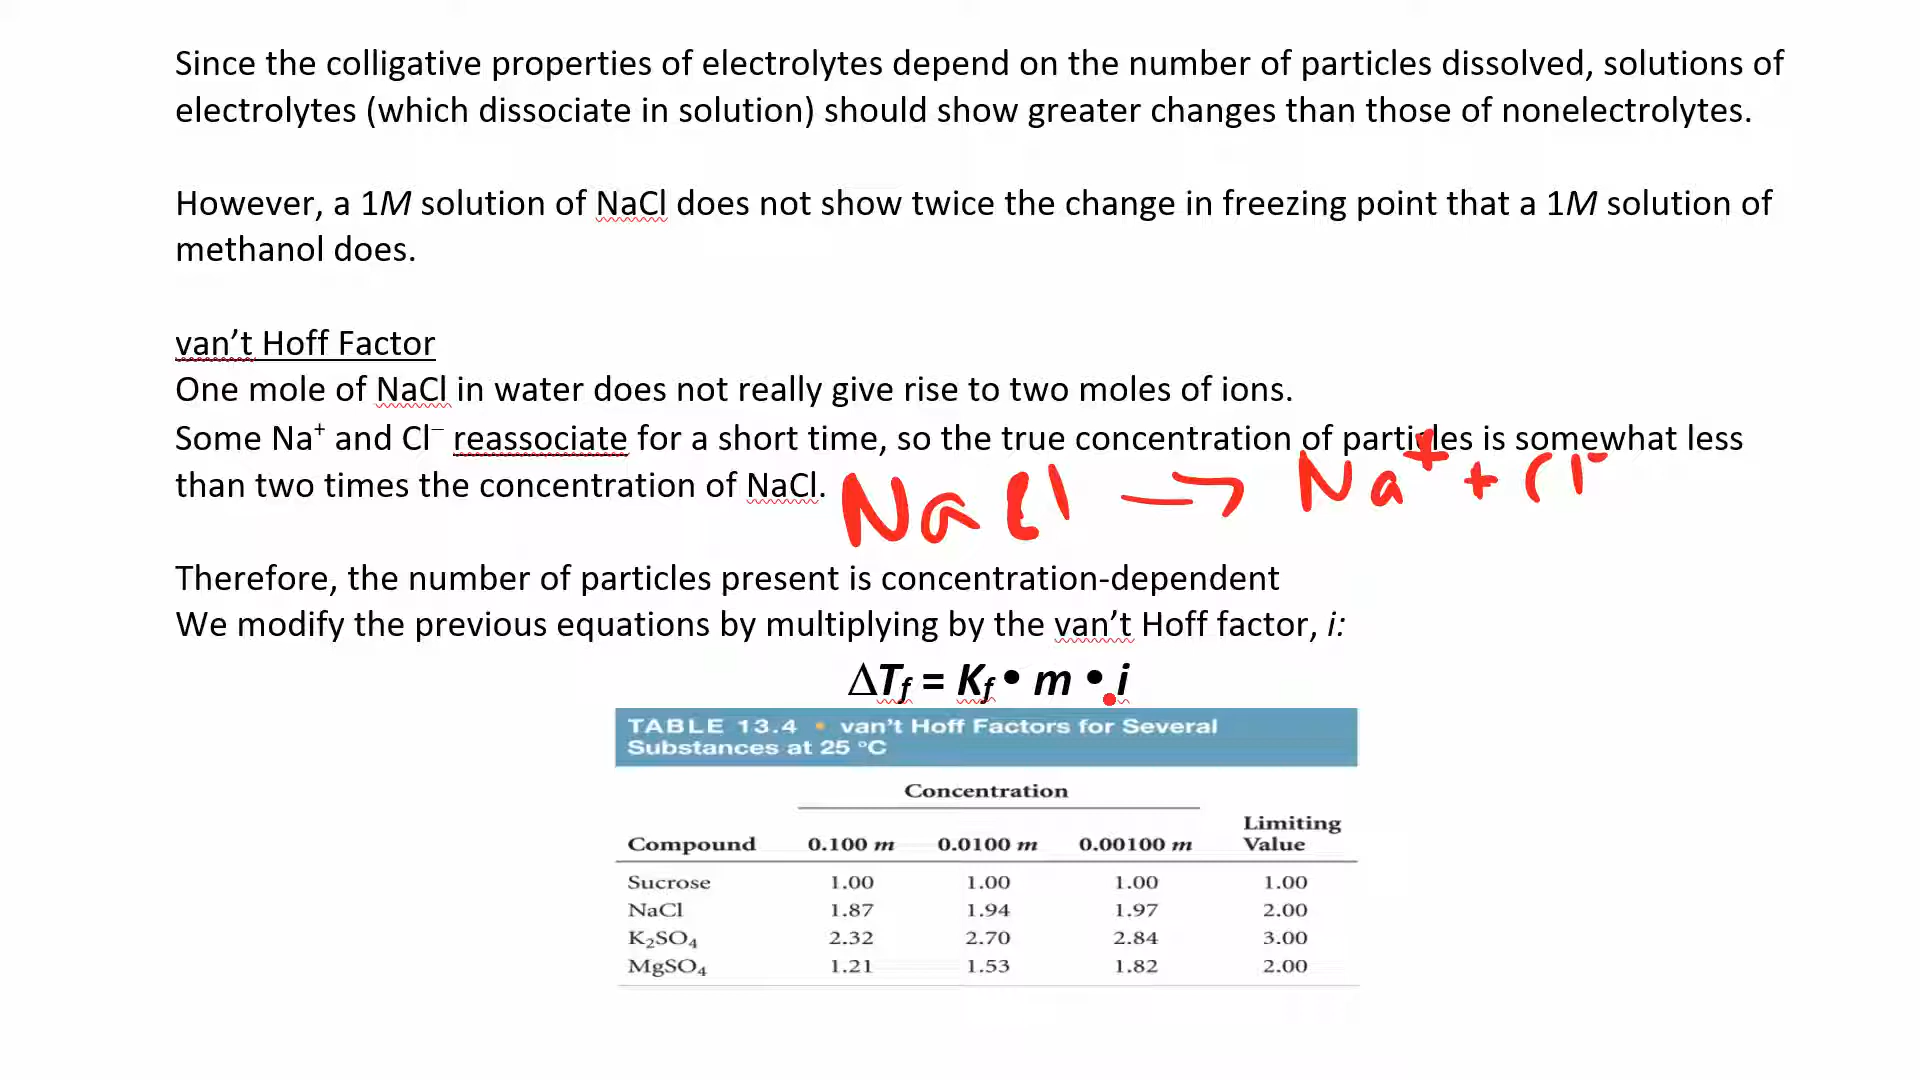 Since the colligative properties of electrolytes depend on the number of particles dissolved, solutions of
electrolytes (which dissociate in solution) should show greater changes than those of nonelectrolytes.
However, a 1M solution of NaCl does not show twice the change in freezing point that a 1M solution of
methanol does.
van’t Hoff Factor
One mole of NaCl in water does not really give rise to two moles of ions.
Some Na⁺ and Cl⁻ reassociate for a short time, so the true concentration of particles is somewhat less
than two times the concentration of NaCl.
NaCl → Na⁺ + Cl⁻
Therefore, the number of particles present is concentration-dependent
We modify the previous equations by multiplying by the van’t Hoff factor, i:
ΔTf = Kf • m • i
TABLE 13.4 • van’t Hoff Factors for Several
Substances at 25 °C
Concentration
Limiting
Compound 0.100 m 0.0100 m 0.00100 m Value
Sucrose 1.00 1.00 1.00 1.00
NaCl 1.87 1.94 1.97 2.00
K₂SO₄ 2.32 2.70 2.84 3.00
MgSO₄ 1.21 1.53 1.82 2.00